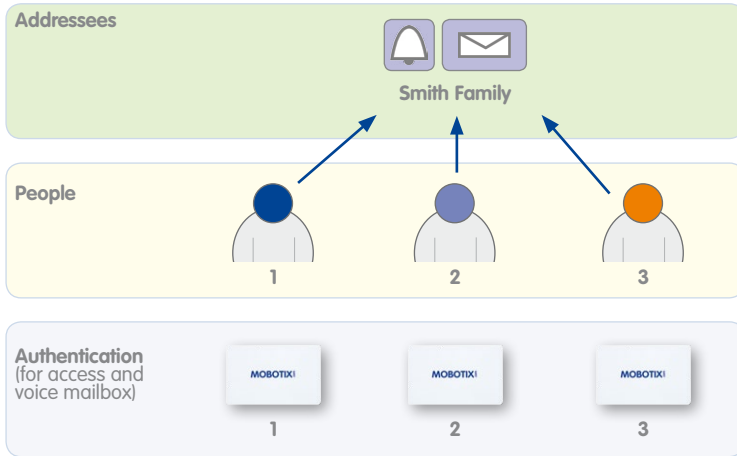 Addressees
Smith Family
People
1
2
3
Authentication
(for access and
voice mailbox)
MOBOTIX
MOBOTIX
MOBOTIX
1
2
3